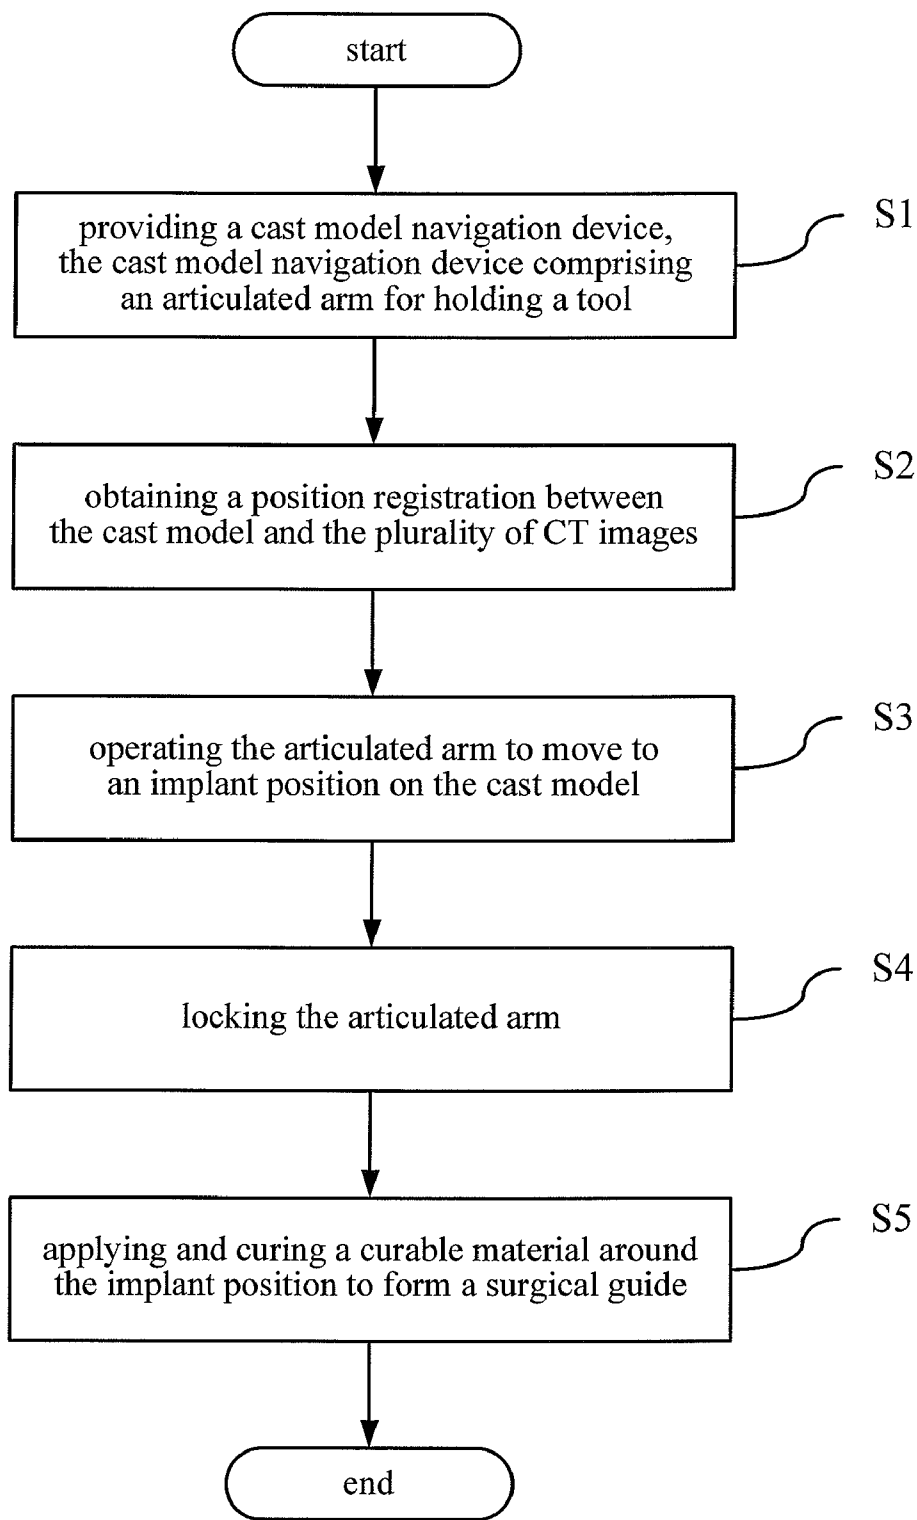 start
providing a cast model navigation device,
the cast model navigation device comprising
an articulated arm for holding a tool
S1
obtaining a position registration between
the cast model and the plurality of CT images
S2
operating the articulated arm to move to
an implant position on the cast model
S3
locking the articulated arm
S4
applying and curing a curable material around
the implant position to form a surgical guide
S5
end